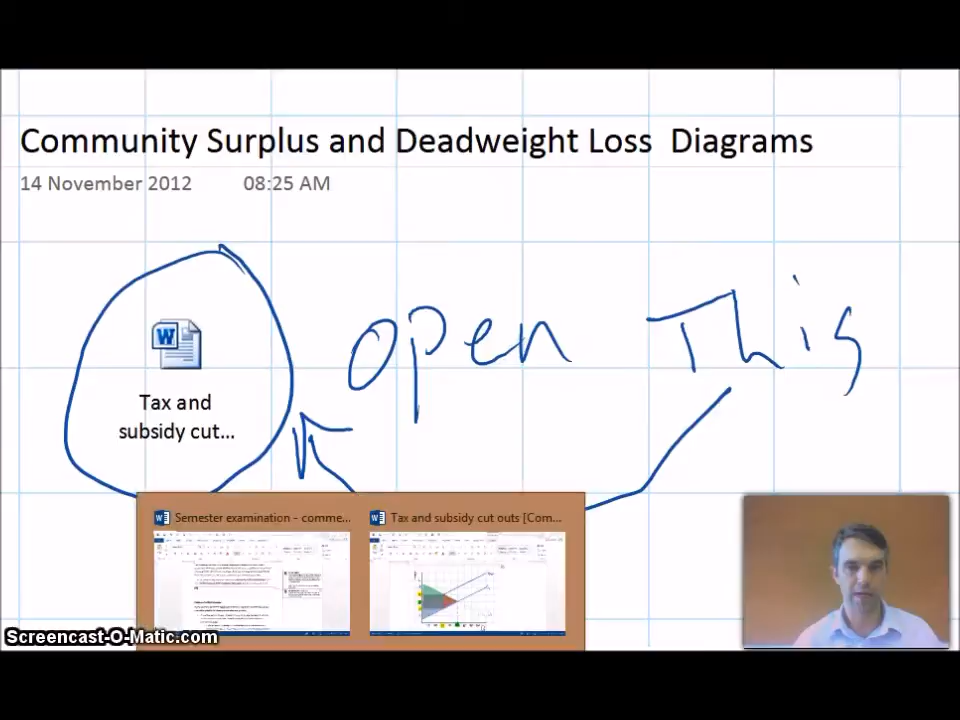 Community Surplus and Deadweight Loss Diagrams
14 November 2012 08:25 AM
open This
Tax and
subsidy cut...
Semester examination - comme...
Tax and subsidy cut outs [Com...
Screencast-O-Matic.com